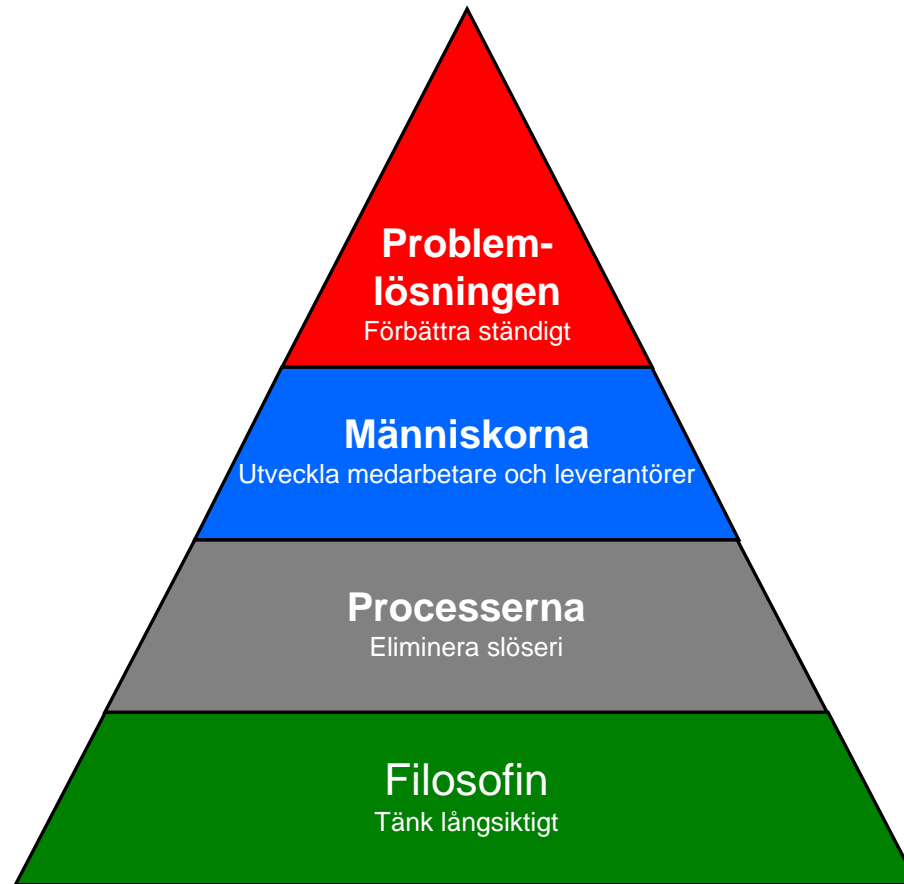 Problem-
lösningen
Förbättra ständigt
Människorna
Utveckla medarbetare och leverantörer
Processerna
Eliminera slöseri
Filosofin
Tänk långsiktigt